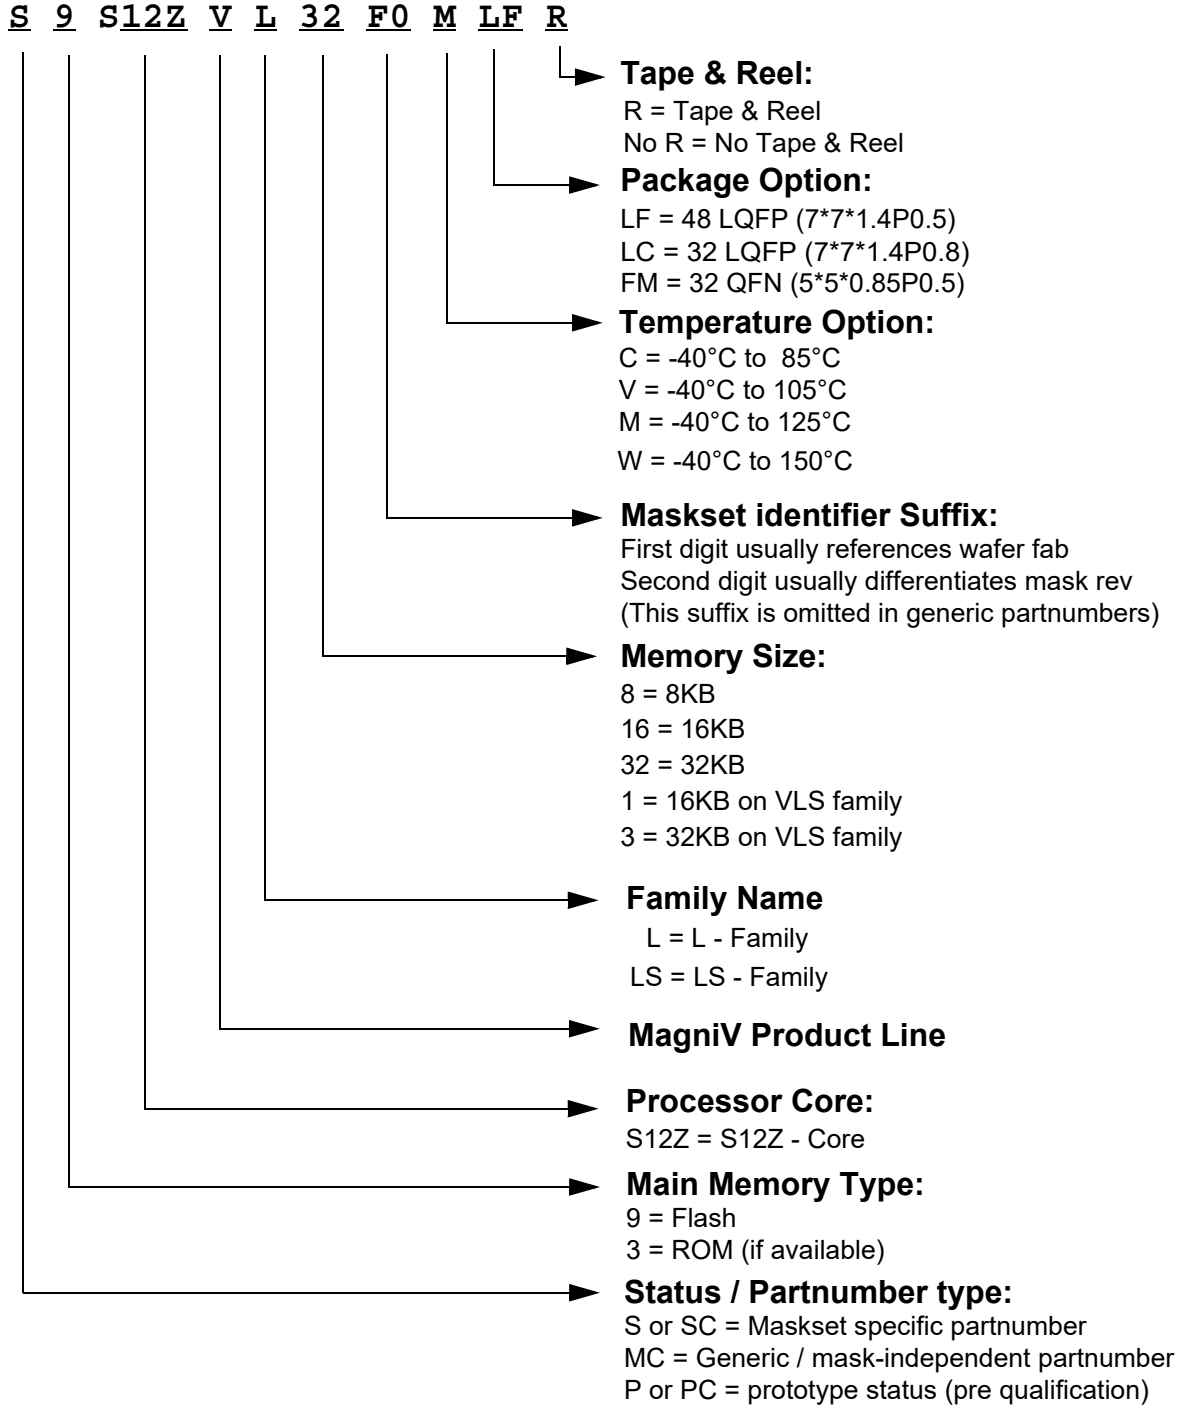 S 9 S12Z V L 32 F0 M LF R
Tape & Reel:
R = Tape & Reel
No R = No Tape & Reel
Package Option:
LF = 48 LQFP (7*7*1.4P0.5)
LC = 32 LQFP (7*7*1.4P0.8)
FM = 32 QFN (5*5*0.85P0.5)
Temperature Option:
C = -40°C to 85°C
V = -40°C to 105°C
M = -40°C to 125°C
W = -40°C to 150°C
Maskset identifier Suffix:
First digit usually references wafer fab
Second digit usually differentiates mask rev
(This suffix is omitted in generic partnumbers)
Memory Size:
8 = 8KB
16 = 16KB
32 = 32KB
1 = 16KB on VLS family
3 = 32KB on VLS family
Family Name
L = L - Family
LS = LS - Family
MagniV Product Line
Processor Core:
S12Z = S12Z - Core
Main Memory Type:
9 = Flash
3 = ROM (if available)
Status / Partnumber type:
S or SC = Maskset specific partnumber
MC = Generic / mask-independent partnumber
P or PC = prototype status (pre qualification)